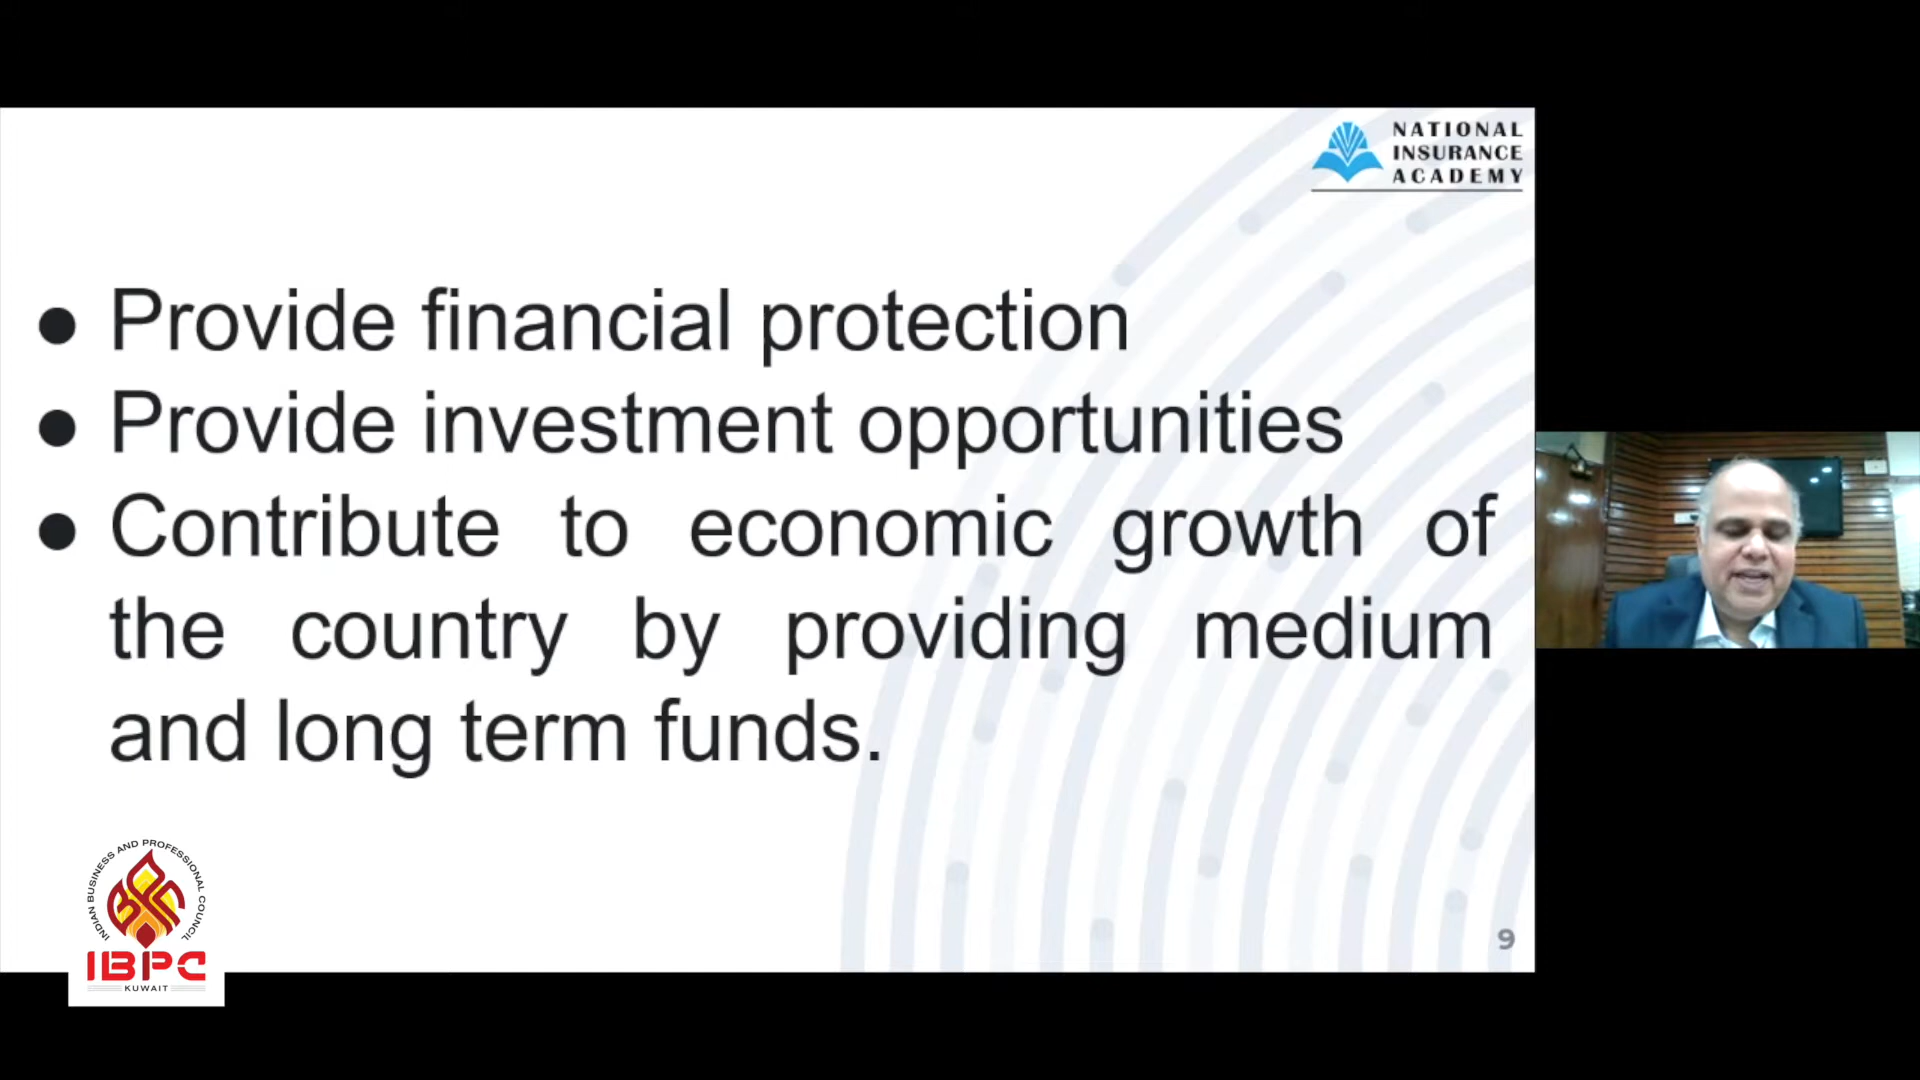 NATIONAL
INSURANCE
ACADEMY
● Provide financial protection
● Provide investment opportunities
● Contribute to economic growth of
the country by providing medium
and long term funds.
9
INDIAN BUSINESS AND PROFESSIONAL COUNCIL
IBPC
KUWAIT